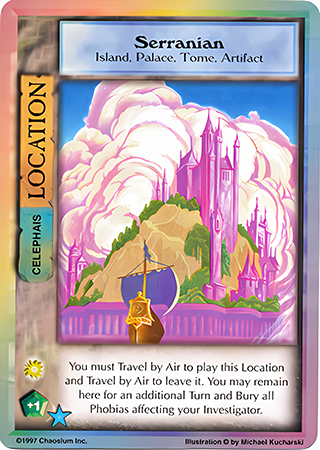 Serranian
Island, Palace, Tome, Artifact
LOCATION
CELEPHAIS
You must Travel by Air to play this Location
and Travel by Air to leave it. You may remain
here for an additional Turn and Bury all
Phobias affecting your Investigator.
+1
©1997 Chaosium Inc.
Illustration © by Michael Kucharski